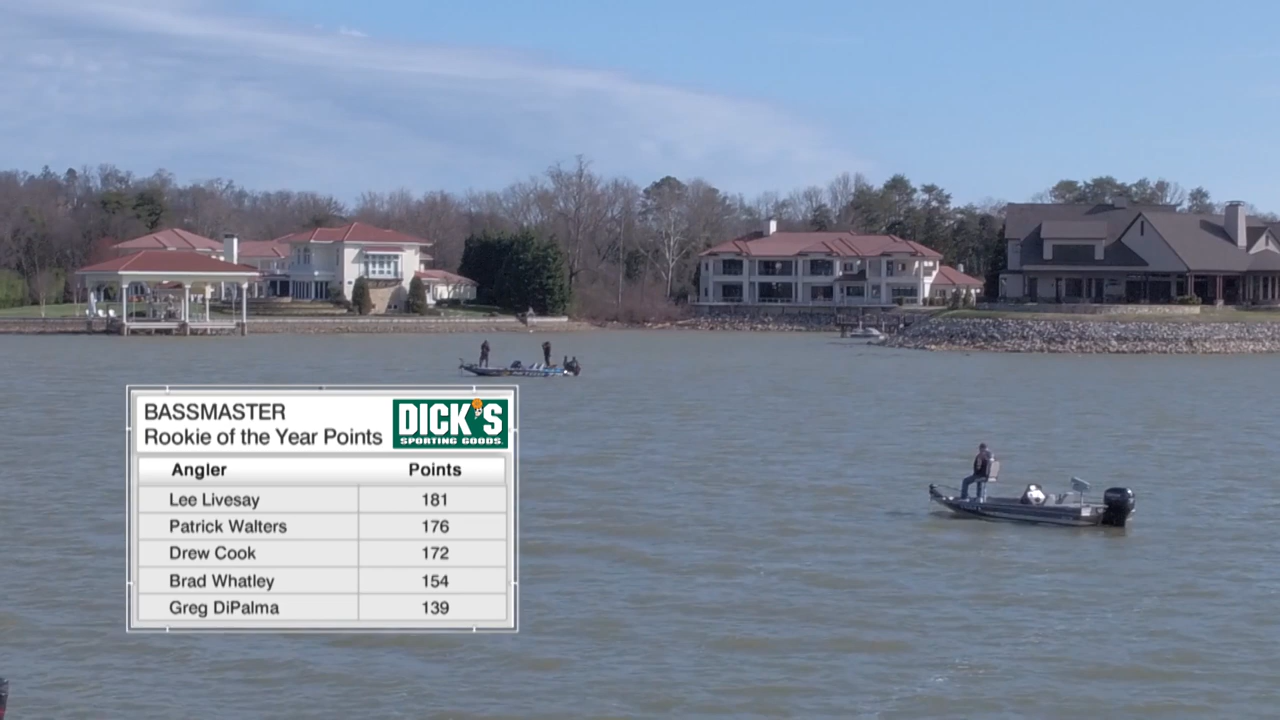 BASSMASTER
Rookie of the Year Points
DICK'S
SPORTING GOODS
Angler Points
Lee Livesay 181
Patrick Walters 176
Drew Cook 172
Brad Whatley 154
Greg DiPalma 139